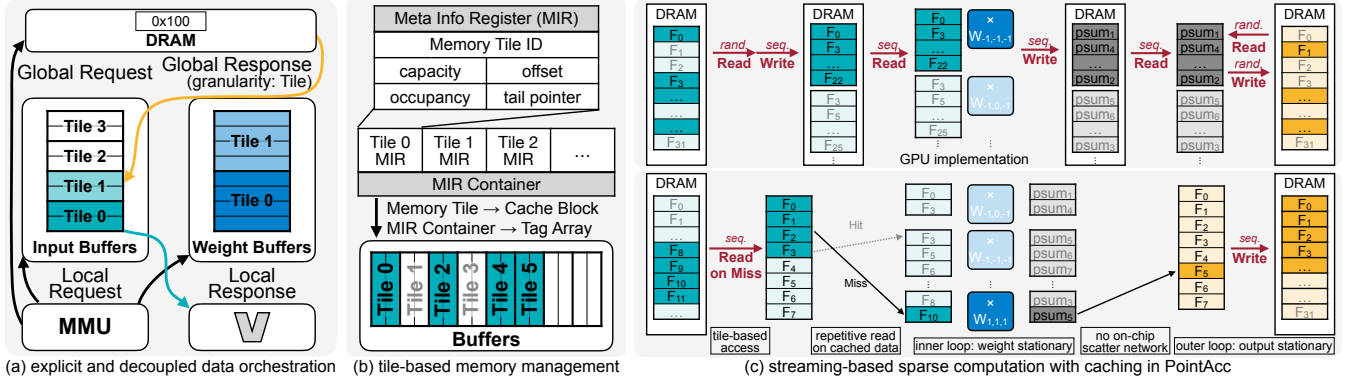 0x100
DRAM
Global Request
Global Response
(granularity: Tile)
Tile 3
Tile 2
Tile 1
Tile 0
Input Buffers
Tile 1
Tile 0
Weight Buffers
Local
Request
Local
Response
MMU
(a) explicit and decoupled data orchestration
Meta Info Register (MIR)
Memory Tile ID
capacity offset
occupancy tail pointer
Tile 0 MIR
Tile 1 MIR
Tile 2 MIR
...
MIR Container
Memory Tile → Cache Block
MIR Container → Tag Array
Tile 0
Tile 1
Tile 2
Tile 3
Tile 4
Tile 5
Buffers
(b) tile-based memory management
DRAM
F0
F1
F2
F3
...
...
F31
rand.
Read
seq.
Write
DRAM
F0
F3
...
F22
F3
F5
...
F25
seq.
Read
F0
F3
...
F22
×
W-1,-1,-1
F3
F5
...
F25
×
W-1,0,-1
GPU implementation
seq.
Write
DRAM
psum1
psum4
...
psum2
psum5
psum6
...
psum3
seq.
Read
psum1
psum4
...
psum2
psum5
psum6
...
psum3
rand.
Read
rand.
Write
DRAM
F0
F1
F2
F3
...
...
F31
DRAM
F0
F1
...
F8
F9
F10
F11
...
seq.
Read
on Miss
F0
F1
F2
F3
F4
F5
F6
F7
Hit
Miss
F0
F3
×
W-1,0,-1
psum1
psum4
F3
F5
F6
×
W-1,-1,-1
psum5
psum6
psum7
F8
F10
×
W1,1,1
psum3
psum5
F0
F1
F2
F3
F4
F5
F6
F7
seq.
Write
DRAM
F0
F1
F2
F3
...
F31
tile-based
access
repetitive read
on cached data
inner loop: weight stationary
no on-chip
scatter network
outer loop: output stationary
(c) streaming-based sparse computation with caching in PointAcc